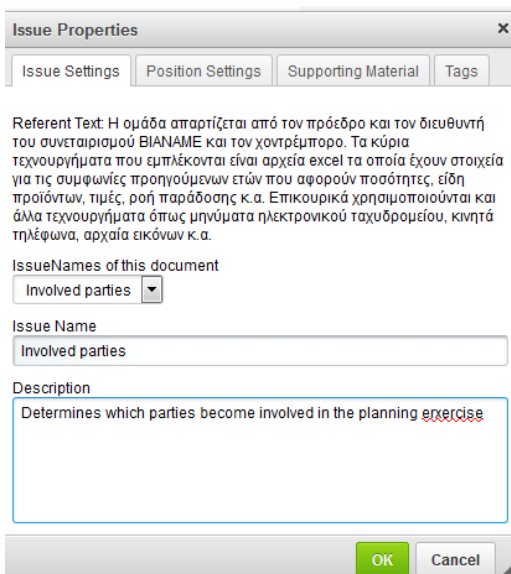 Issue Properties
Issue Settings Position Settings Supporting Material Tags
Referent Text: Η ομάδα απαρτίζεται από τον πρόεδρο και τον διευθυντή
του συνεταιρισμού ΒΙΑΝΑΜΕ και τον χοντρέμπορο. Τα κύρια
τεχνουργήματα που εμπλέκονται είναι αρχεία excel τα οποία έχουν στοιχεία
για τις συμφωνίες προηγούμενων ετών που αφορούν ποσότητες, είδη
προϊόντων, τιμές, ροή παράδοσης κ.α. Επικουρικά χρησιμοποιούνται και
άλλα τεχνουργήματα όπως μηνύματα ηλεκτρονικού ταχυδρομείου, κινητά
τηλέφωνα, αρχαία εικόνων κ.α.
IssueNames of this document
Involved parties
Issue Name
Involved parties
Description
Determines which parties become involved in the planning erxercise
OK Cancel